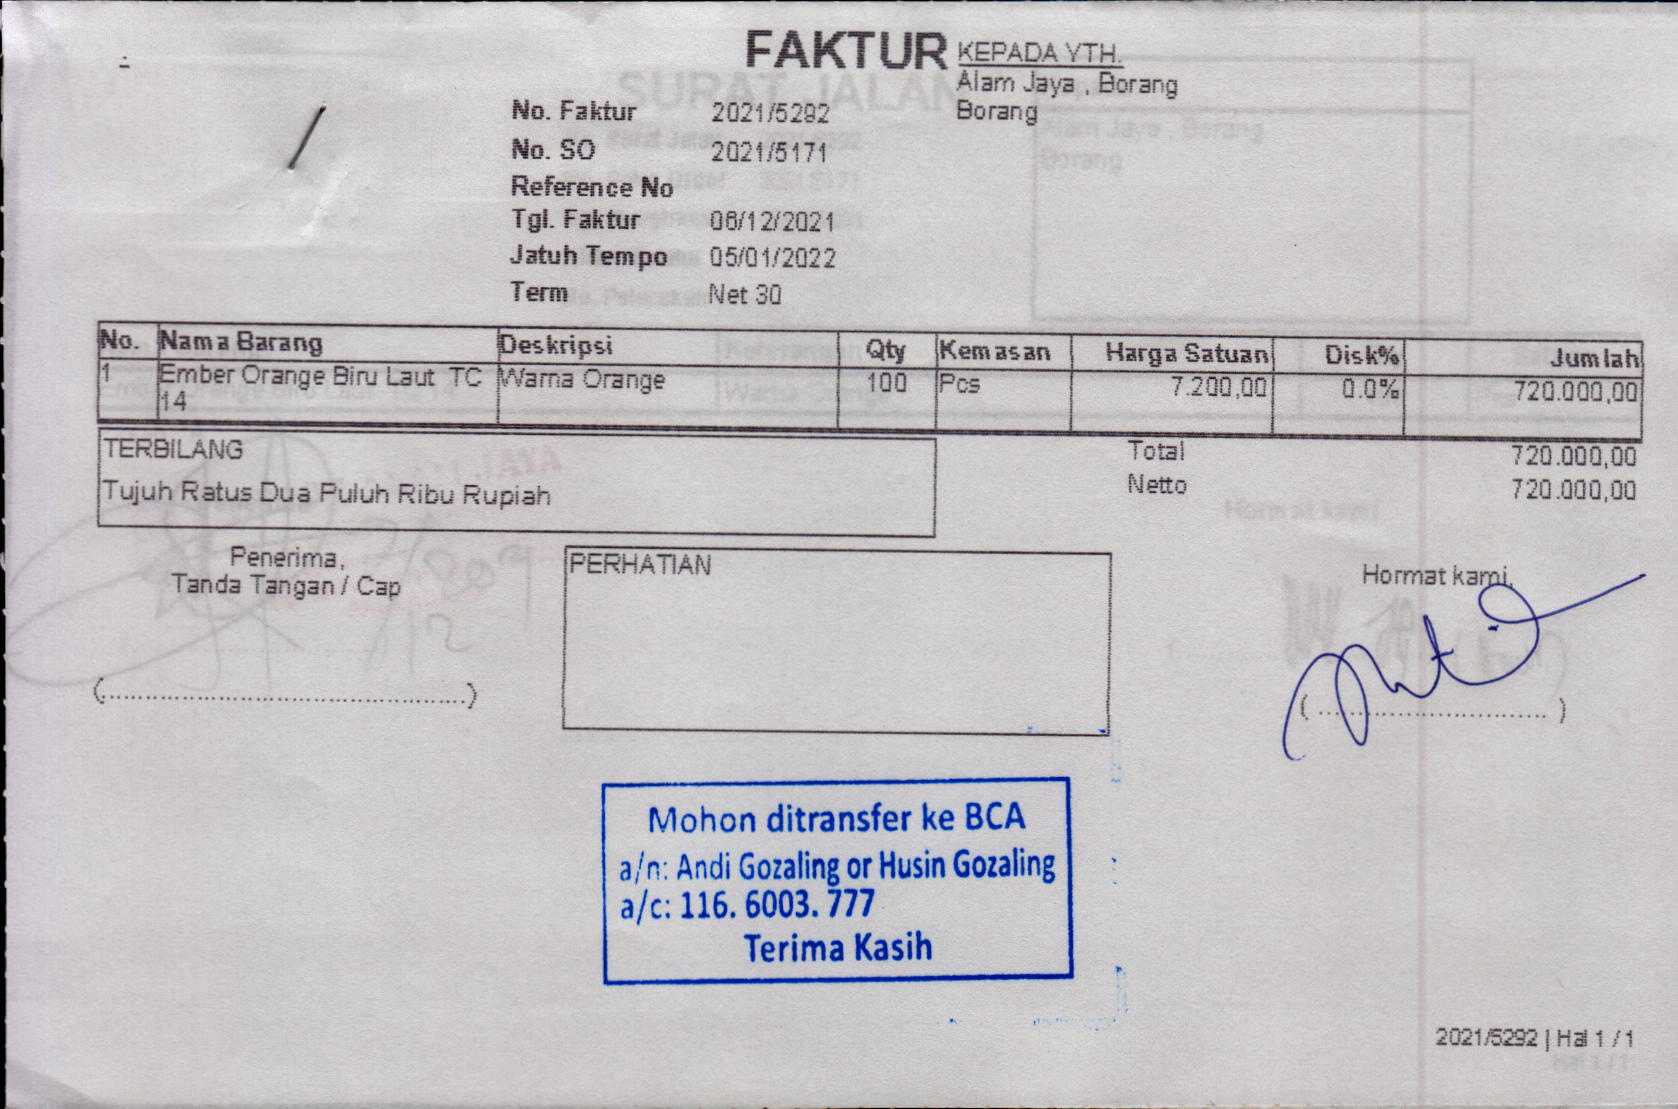 FAKTUR
KEPADA YTH.
Alam Jaya , Borang
Borang
No. Faktur 2021/5292
No. SO 2021/5171
Reference No
Tgl. Faktur 06/12/2021
Jatuh Tempo 05/01/2022
Term Net 30
No. Nama Barang Deskripsi Qty Kemasan Harga Satuan Disk% Jumlah
1 Ember Orange Biru Laut TC Warna Orange 100 Pcs 7.200,00 0.0% 720.000,00
14
TERBILANG Total 720.000,00
Tujuh Ratus Dua Puluh Ribu Rupiah Netto 720.000,00
Penerima,
Tanda Tangan / Cap
PERHATIAN
Hormat kami,
Mohon ditransfer ke BCA
a/n: Andi Gozaling or Husin Gozaling
a/c: 116. 6003. 777
Terima Kasih
2021/5292 | Hal 1 / 1